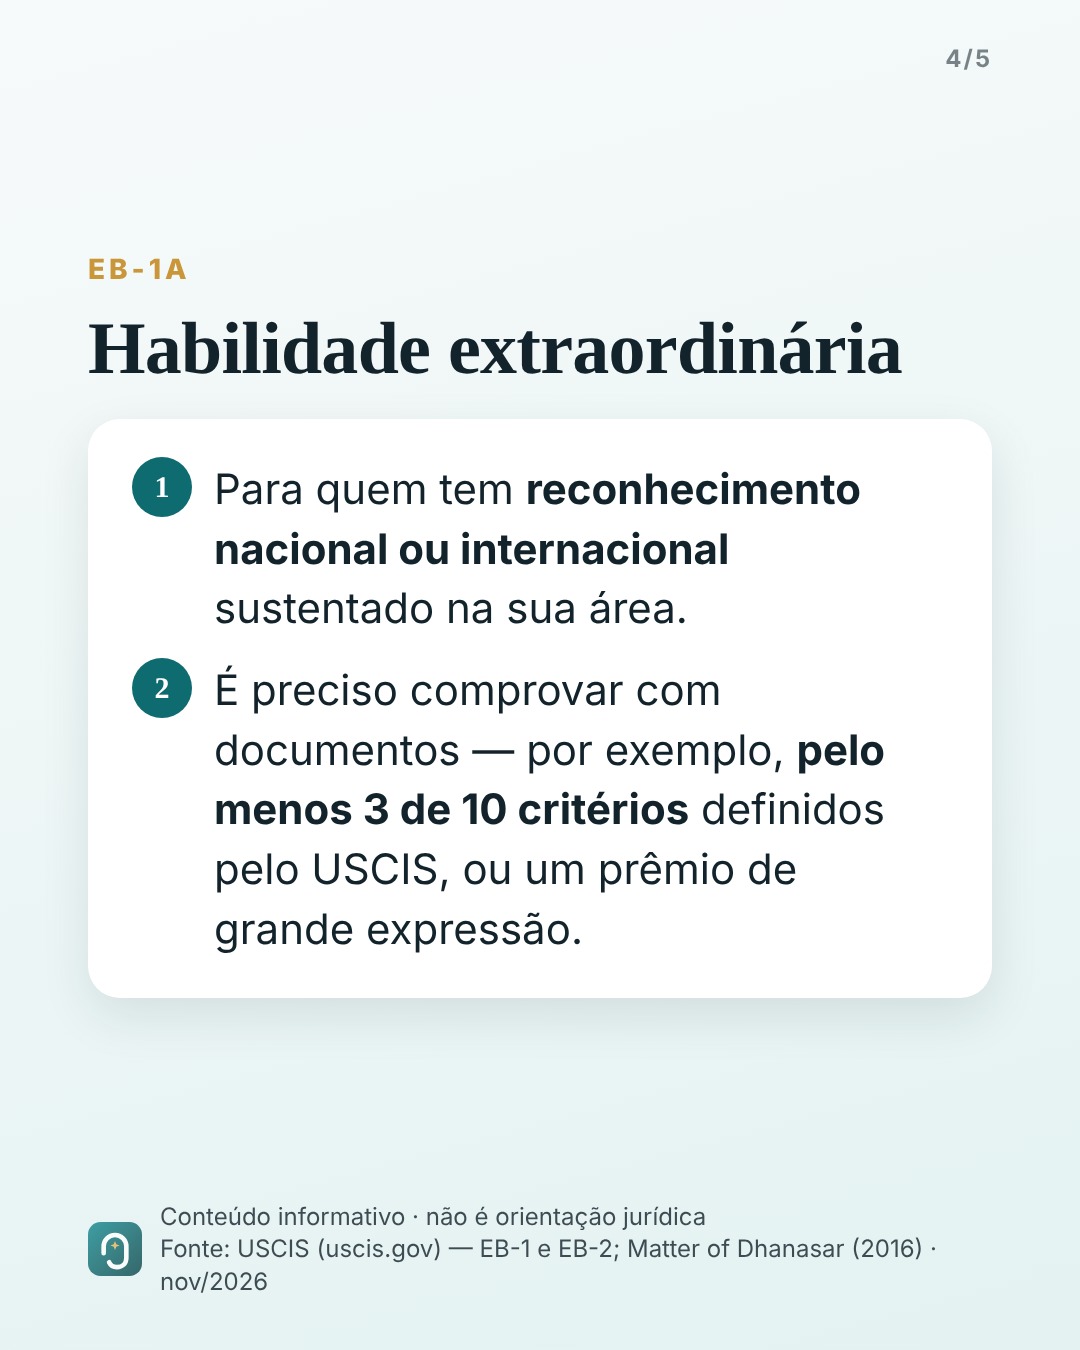 4/5
EB-1A
Habilidade extraordinária
1 Para quem tem reconhecimento
nacional ou internacional
sustentado na sua área.
2 É preciso comprovar com
documentos — por exemplo, pelo
menos 3 de 10 critérios definidos
pelo USCIS, ou um prêmio de
grande expressão.
Conteúdo informativo · não é orientação jurídica
Fonte: USCIS (uscis.gov) — EB-1 e EB-2; Matter of Dhanasar (2016) ·
nov/2026